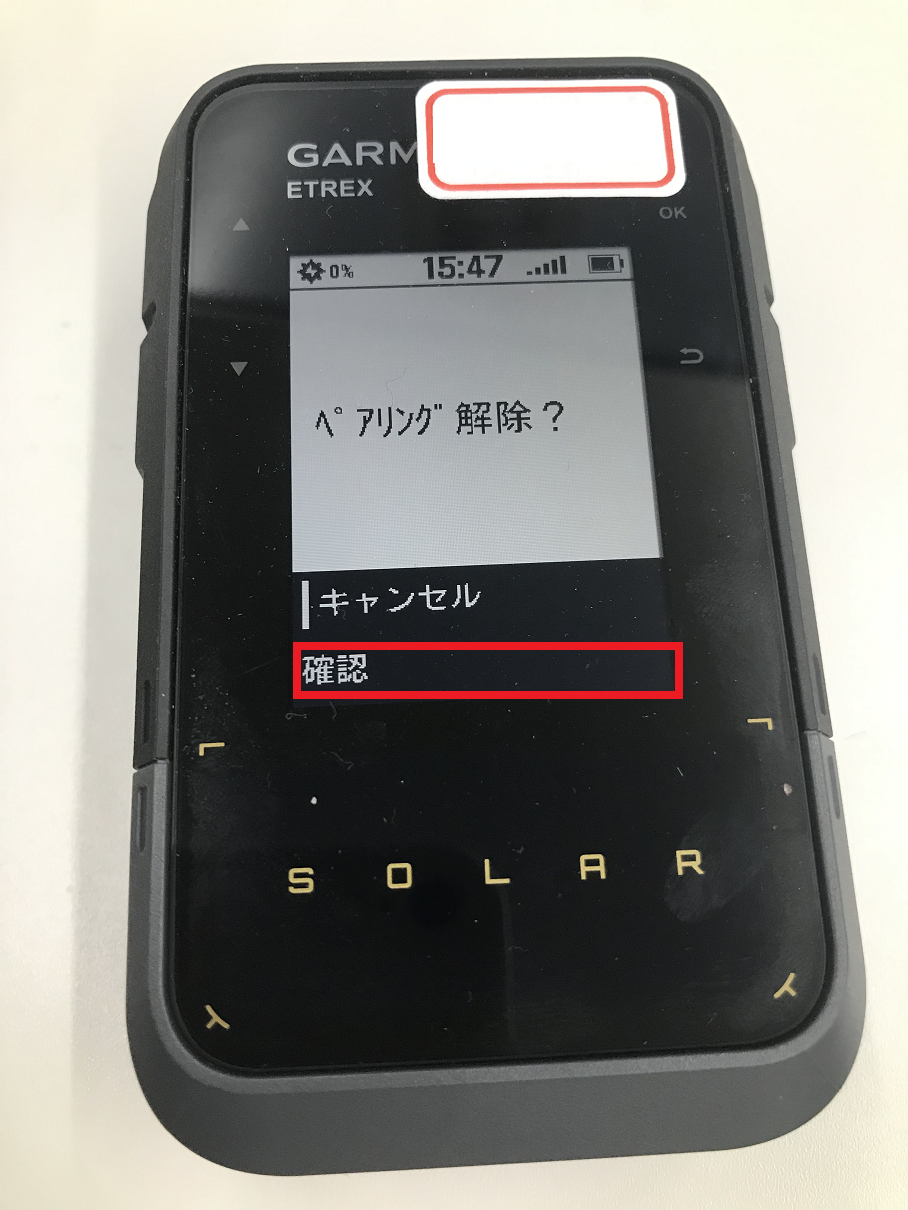 GARM
ETREX
OK
0% 15:47
ペアリング解除？
キャンセル
確認
SOLAR